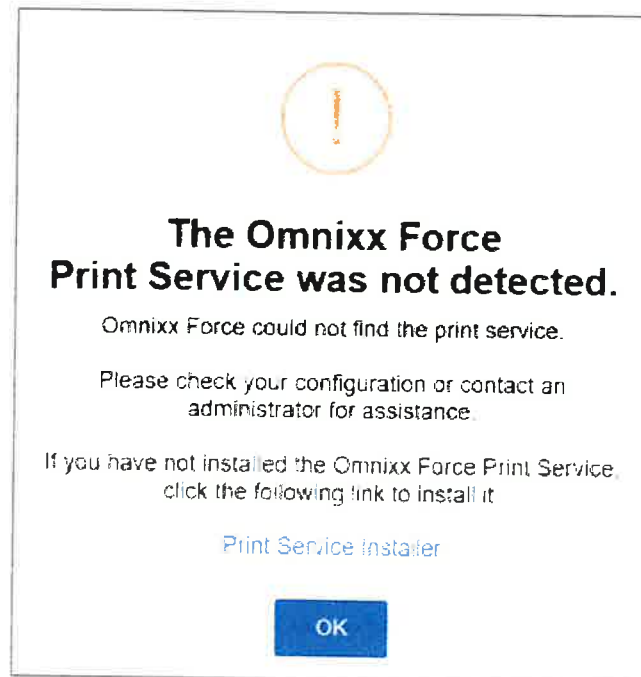 The Omnixx Force
Print Service was not detected.
Omnixx Force could not find the print service.
Please check your configuration or contact an
administrator for assistance.
If you have not installed the Omnixx Force Print Service,
click the following link to install it
Print Service Installer
OK